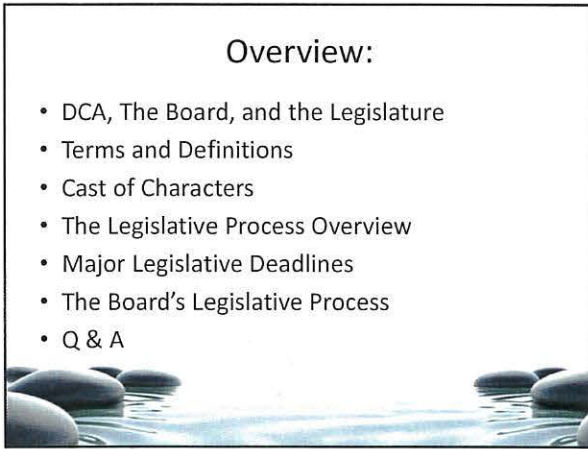 Overview:
• DCA, The Board, and the Legislature
• Terms and Definitions
• Cast of Characters
• The Legislative Process Overview
• Major Legislative Deadlines
• The Board's Legislative Process
• Q & A